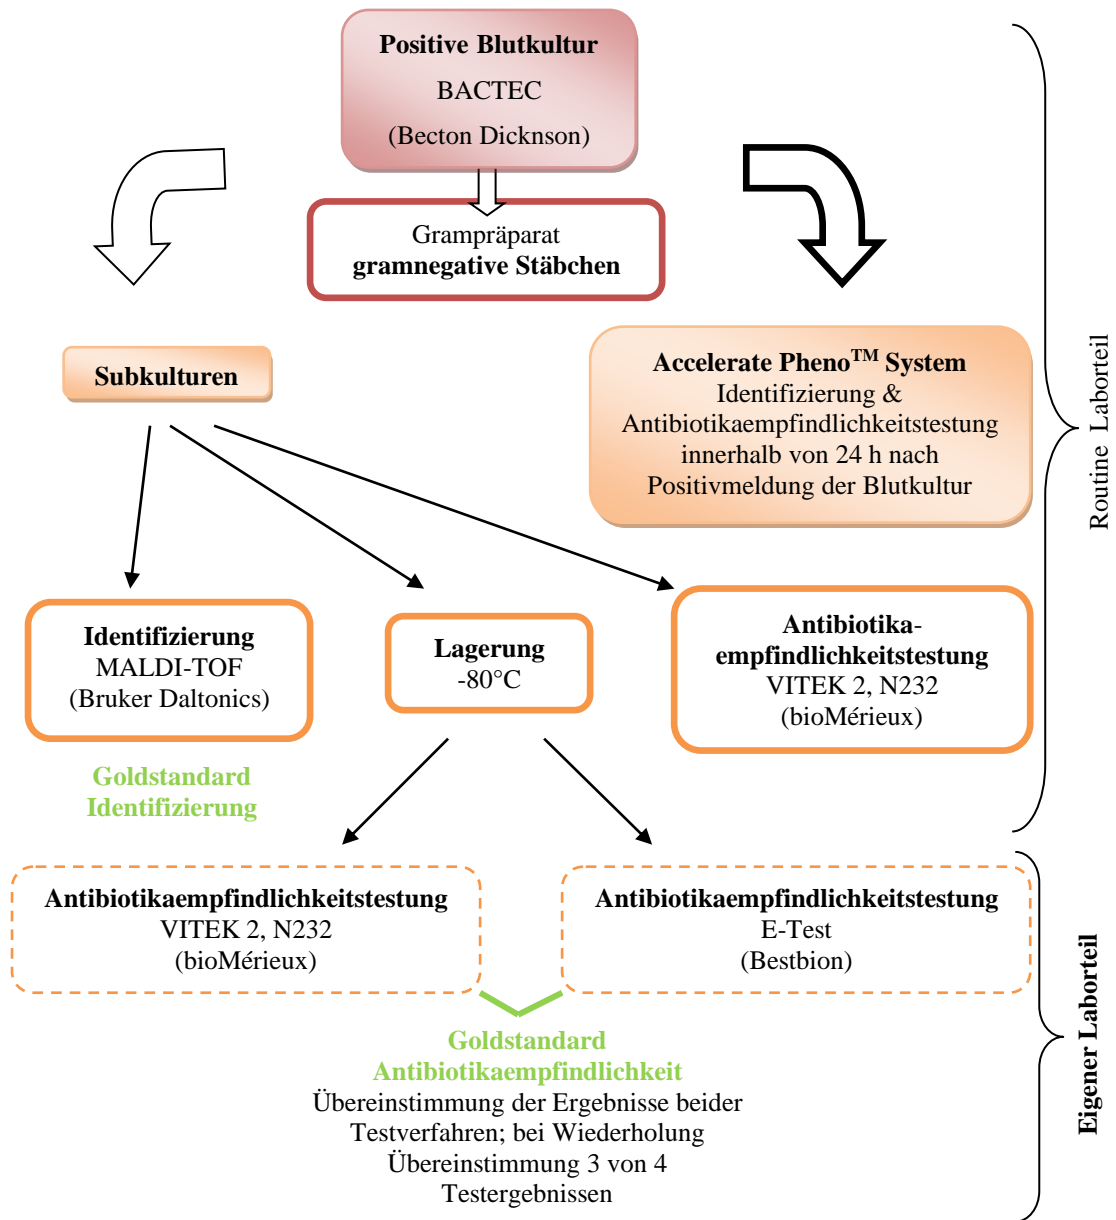 Positive Blutkultur
BACTEC
(Becton Dicknson)
Grampräparat
gramnegative Stäbchen
Subkulturen
Accelerate Pheno™ System
Identifizierung &
Antibiotikaempfindlichkeitstestung
innerhalb von 24 h nach
Positivmeldung der Blutkultur
Routine Laborteil
Identifizierung
MALDI-TOF
(Bruker Daltonics)
Lagerung
-80°C
Antibiotika-
empfindlichkeitstestung
VITEK 2, N232
(bioMérieux)
Goldstandard
Identifizierung
Antibiotikaempfindlichkeitstestung
VITEK 2, N232
(bioMérieux)
Antibiotikaempfindlichkeitstestung
E-Test
(Bestbion)
Eigener Laborteil
Goldstandard
Antibiotikaempfindlichkeit
Übereinstimmung der Ergebnisse beider
Testverfahren; bei Wiederholung
Übereinstimmung 3 von 4
Testergebnissen